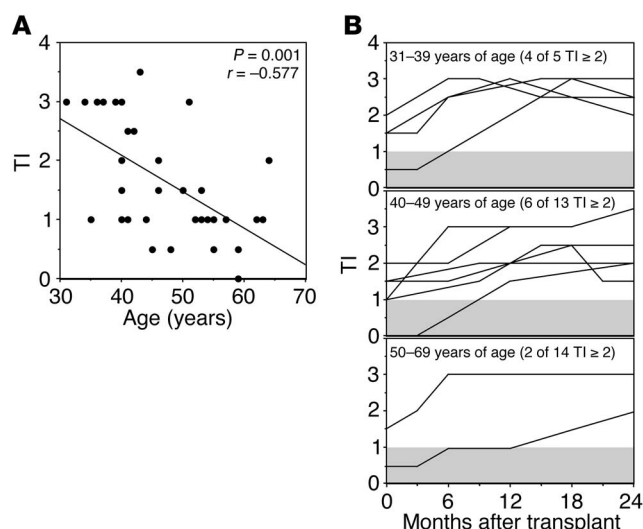 A
4
3
2
1
0
TI
P = 0.001
r = –0.577
30 40 50 60 70
Age (years)
B
31–39 years of age (4 of 5 TI ≥ 2)
4
3
2
1
0
40–49 years of age (6 of 13 TI ≥ 2)
3
2
1
0
TI
50–69 years of age (2 of 14 TI ≥ 2)
3
2
1
0
0 6 12 18 24
Months after transplant